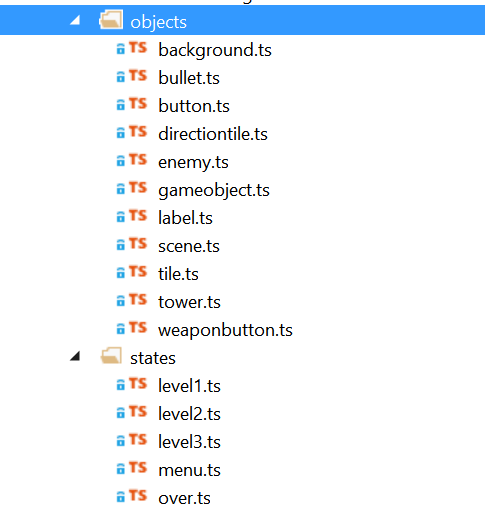 objects
TS background.ts
TS bullet.ts
TS button.ts
TS directiontile.ts
TS enemy.ts
TS gameobject.ts
TS label.ts
TS scene.ts
TS tile.ts
TS tower.ts
TS weaponbutton.ts
states
TS level1.ts
TS level2.ts
TS level3.ts
TS menu.ts
TS over.ts